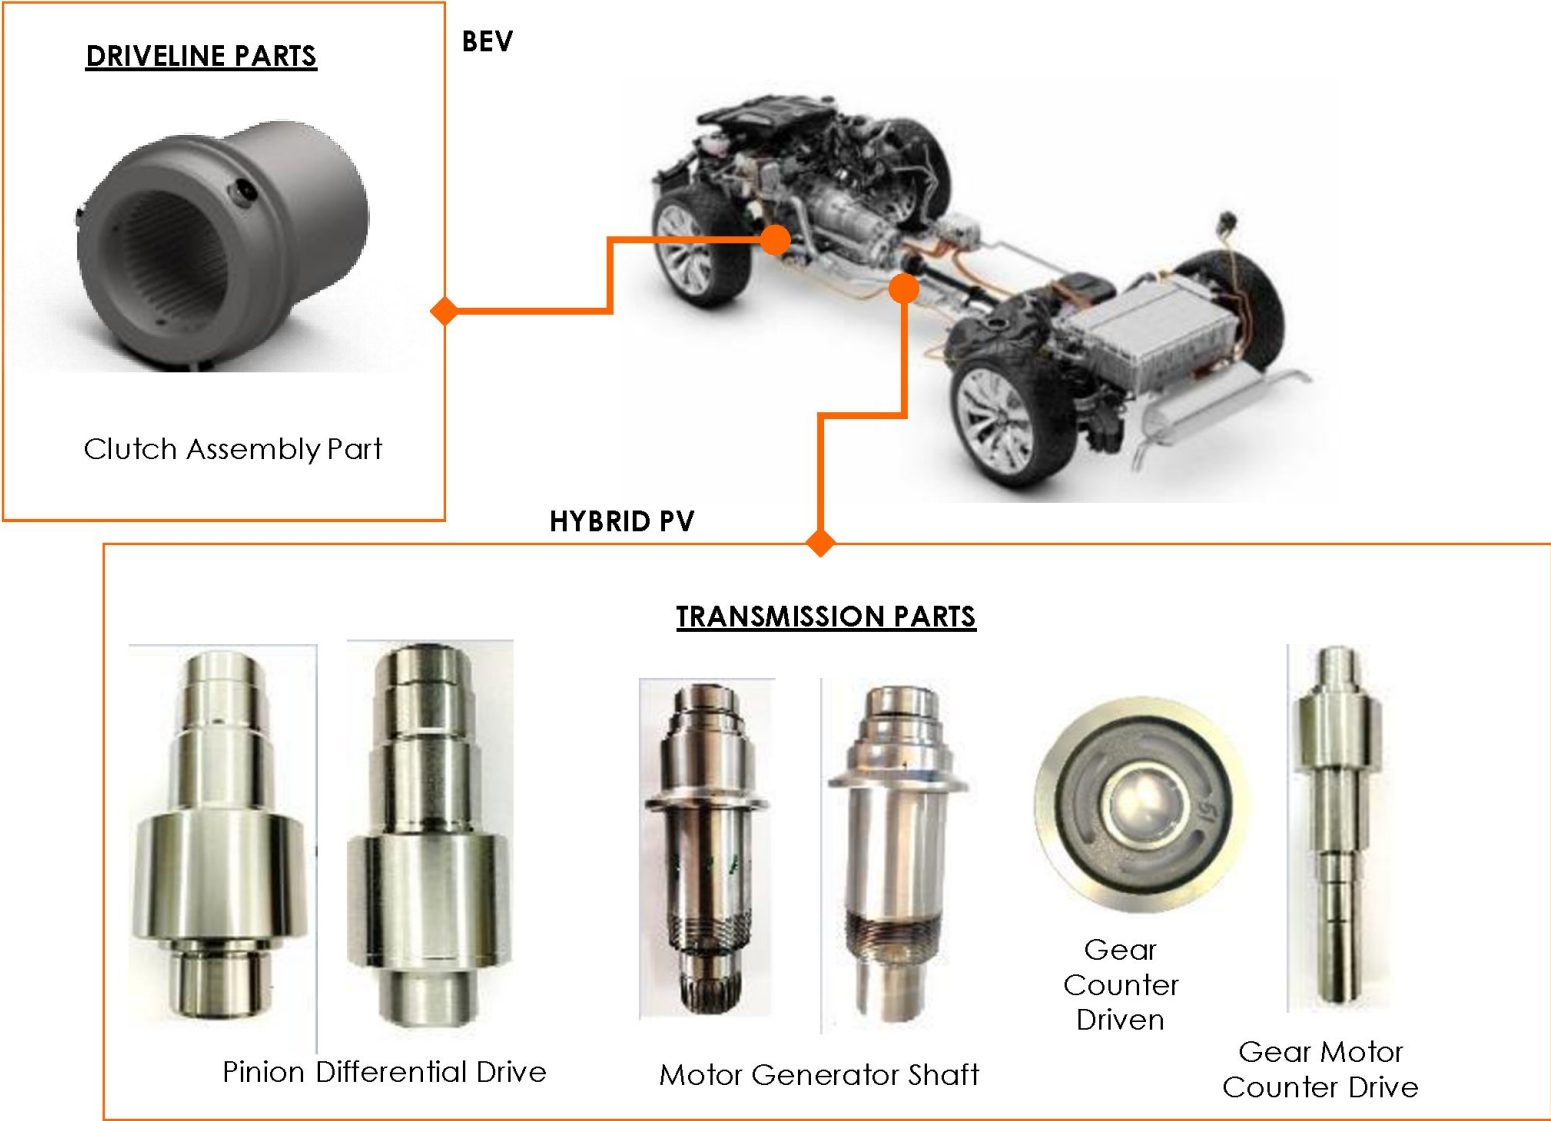 DRIVELINE PARTS
BEV
Clutch Assembly Part
HYBRID PV
TRANSMISSION PARTS
Pinion Differential Drive
Motor Generator Shaft
Gear
Counter
Driven
Gear Motor
Counter Drive